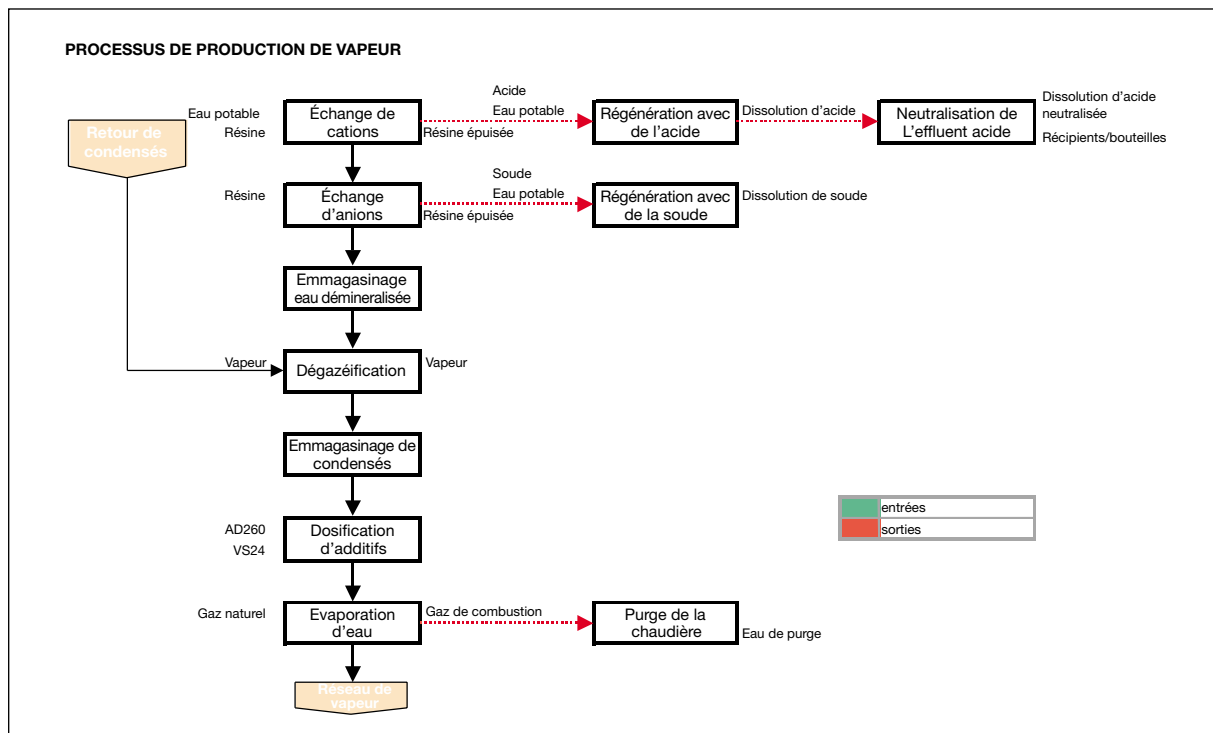 PROCESSUS DE PRODUCTION DE VAPEUR
Retour de
condensés
Eau potable
Résine
Échange de
cations
Acide
Eau potable
Résine épuisée
Régénération avec
de l'acide
Dissolution d'acide
Neutralisation de
L'effluent acide
Dissolution d'acide
neutralisée
Récipients/bouteilles
Résine
Échange
d'anions
Soude
Eau potable
Résine épuisée
Régénération avec
de la soude
Dissolution de soude
Emmagasinage
eau démineralisée
Vapeur
Dégazéification
Vapeur
Emmagasinage de
condensés
AD260
VS24
Dosification
d'additifs
entrées
sorties
Gaz naturel
Evaporation
d'eau
Gaz de combustion
Purge de la
chaudière
Eau de purge
Réseau de
vapeur